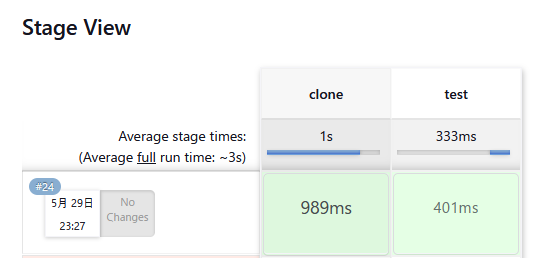 Stage View
clone test
Average stage times: 1s 333ms
(Average full run time: ~3s)
#24
5月 29日 No
Changes
23:27
989ms 401ms